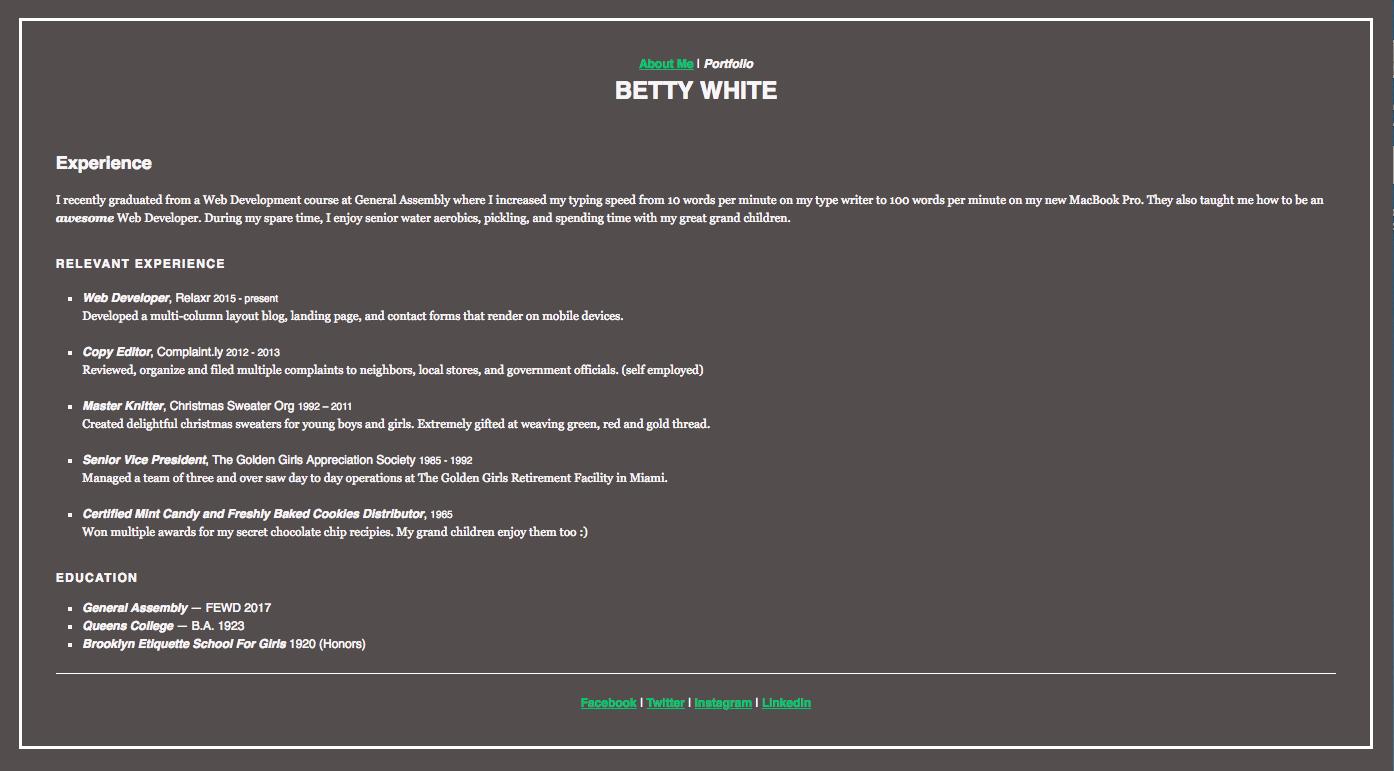 About Me | Portfolio
BETTY WHITE
Experience
I recently graduated from a Web Development course at General Assembly where I increased my typing speed from 10 words per minute on my type writer to 100 words per minute on my new MacBook Pro. They also taught me how to be an
awesome Web Developer. During my spare time, I enjoy senior water aerobics, pickling, and spending time with my great grand children.
RELEVANT EXPERIENCE
Web Developer, Relaxr 2015 - present
Developed a multi-column layout blog, landing page, and contact forms that render on mobile devices.
Copy Editor, Complaint.ly 2012 - 2013
Reviewed, organize and filed multiple complaints to neighbors, local stores, and government officials. (self employed)
Master Knitter, Christmas Sweater Org 1992 – 2011
Created delightful christmas sweaters for young boys and girls. Extremely gifted at weaving green, red and gold thread.
Senior Vice President, The Golden Girls Appreciation Society 1985 - 1992
Managed a team of three and over saw day to day operations at The Golden Girls Retirement Facility in Miami.
Certified Mint Candy and Freshly Baked Cookies Distributor, 1965
Won multiple awards for my secret chocolate chip recipies. My grand children enjoy them too :)
EDUCATION
General Assembly — FEWD 2017
Queens College — B.A. 1923
Brooklyn Etiquette School For Girls 1920 (Honors)
Facebook | Twitter | Instagram | LinkedIn